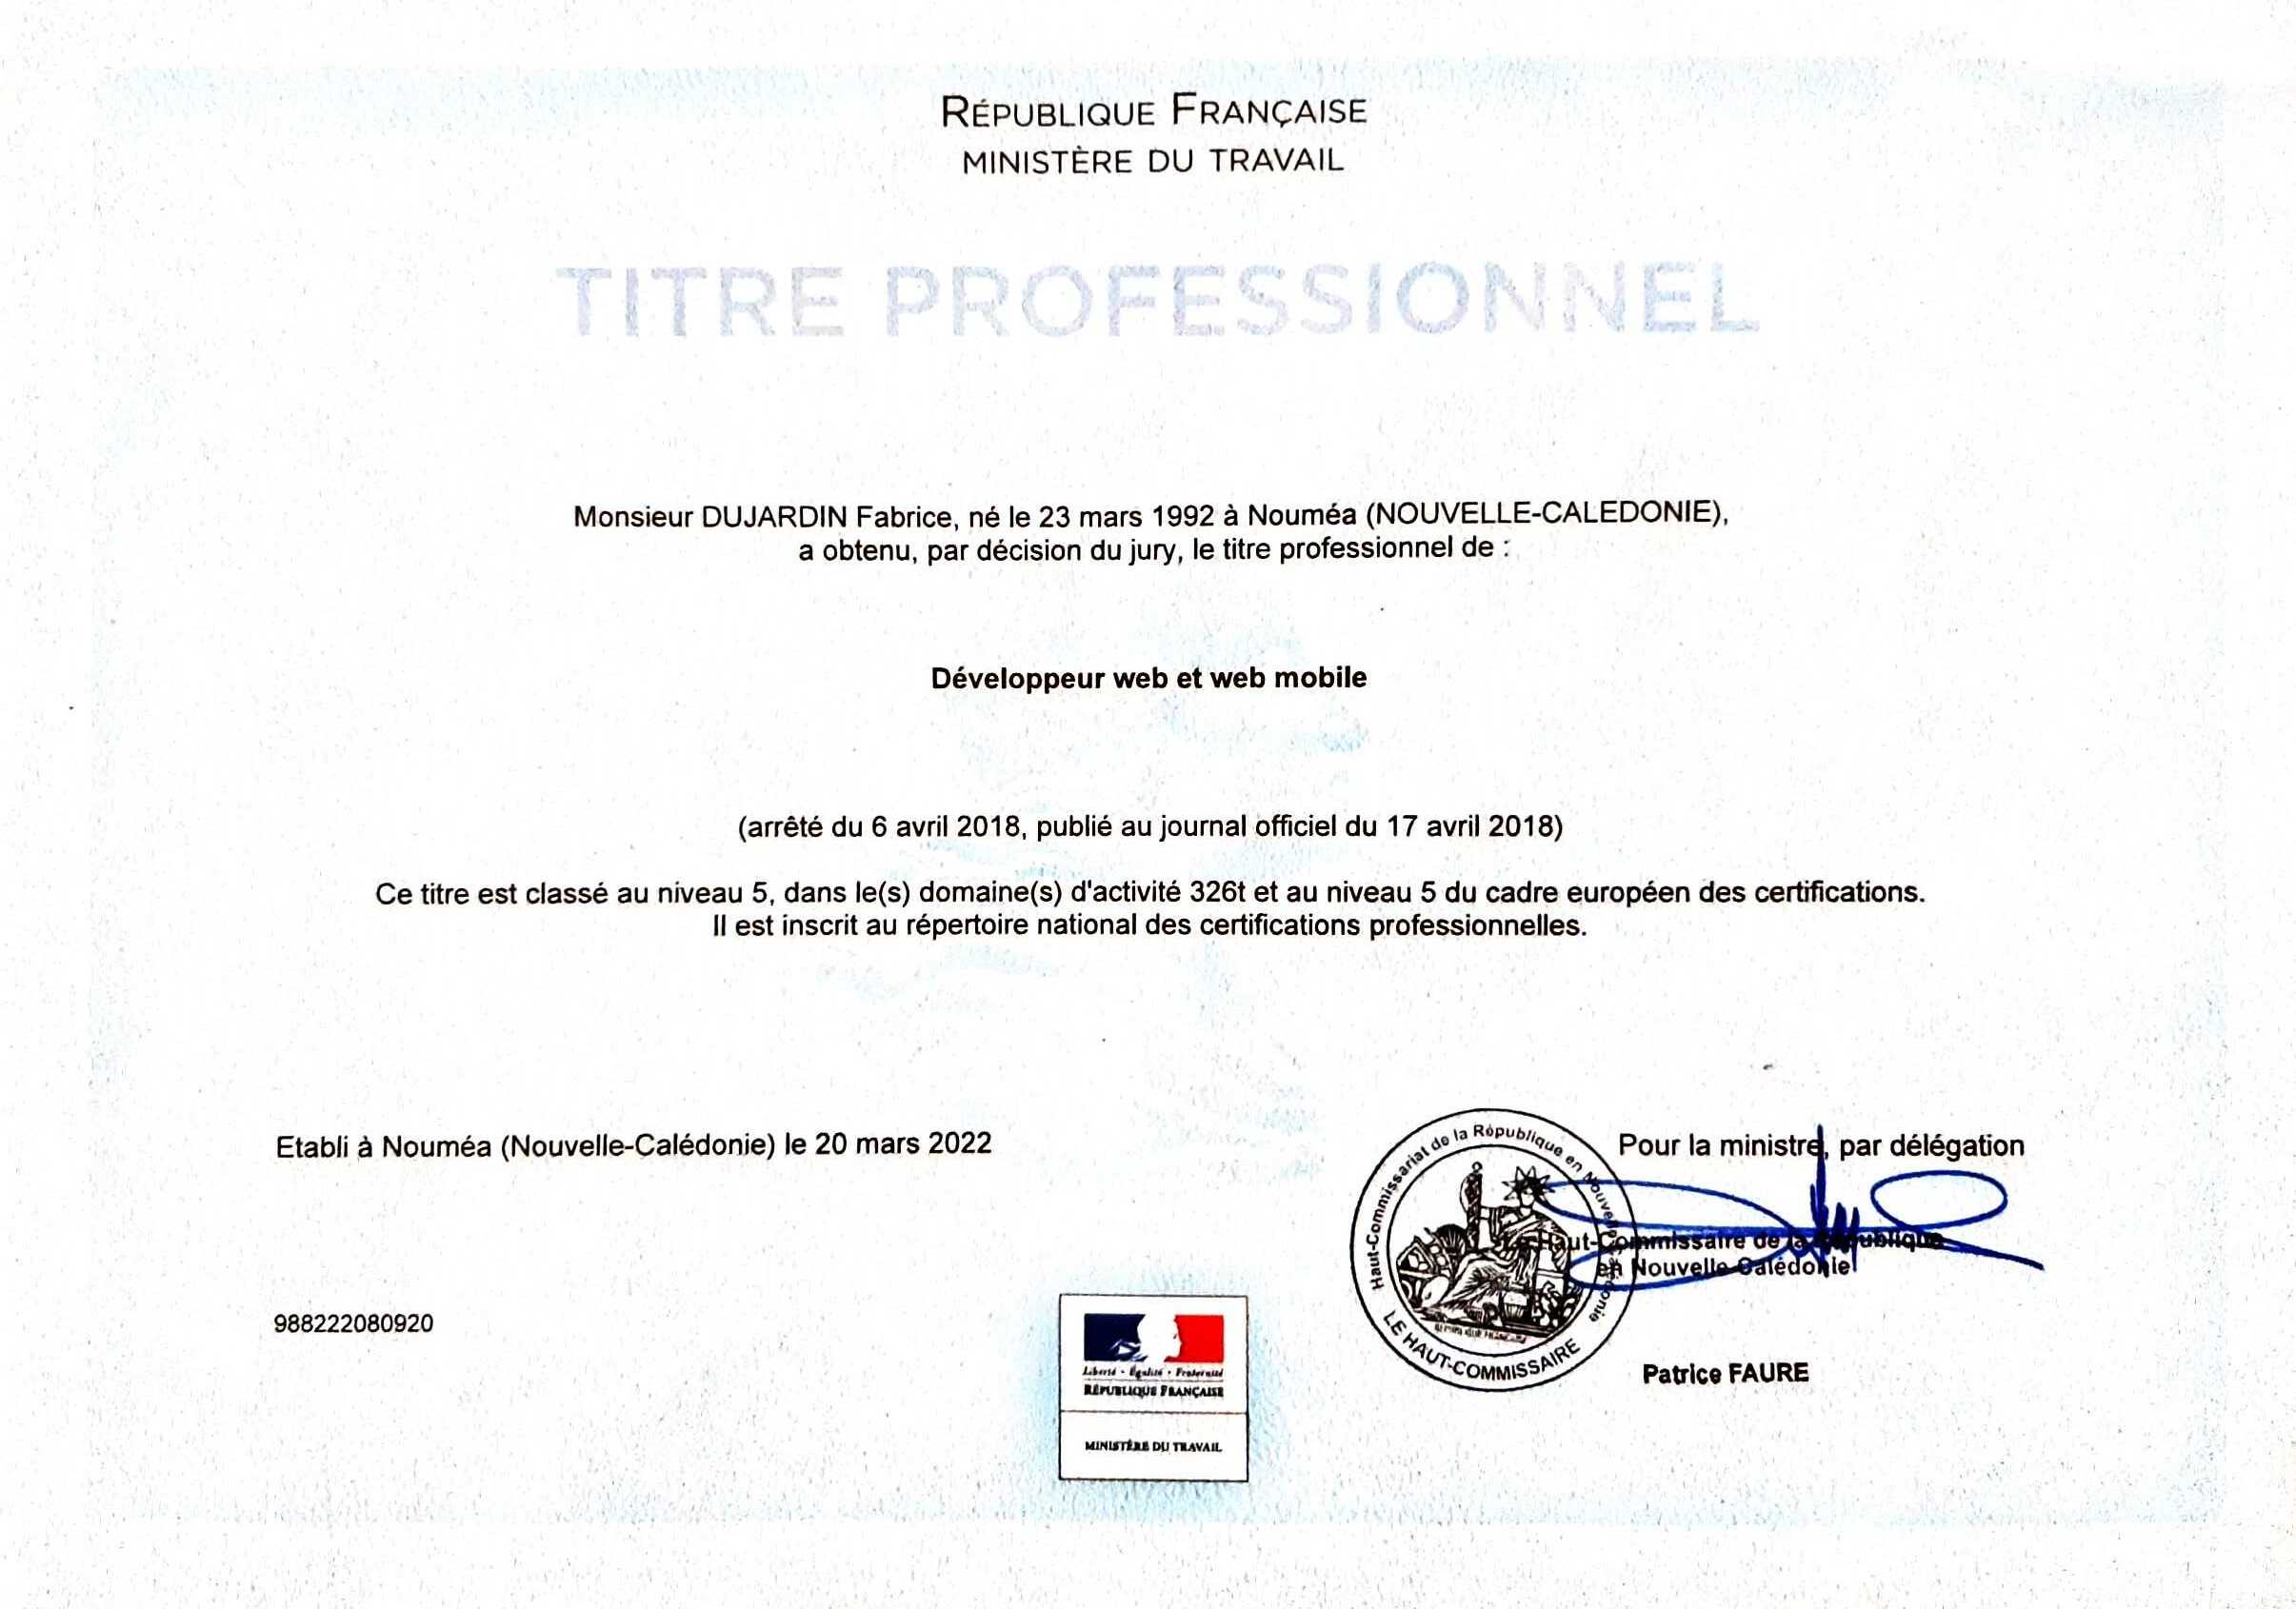 RÉPUBLIQUE FRANÇAISE
MINISTÈRE DU TRAVAIL
TITRE PROFESSIONNEL
Monsieur DUJARDIN Fabrice, né le 23 mars 1992 à Nouméa (NOUVELLE-CALEDONIE),
a obtenu, par décision du jury, le titre professionnel de :
Développeur web et web mobile
(arrêté du 6 avril 2018, publié au journal officiel du 17 avril 2018)
Ce titre est classé au niveau 5, dans le(s) domaine(s) d'activité 326t et au niveau 5 du cadre européen des certifications.
Il est inscrit au répertoire national des certifications professionnelles.
Etabli à Nouméa (Nouvelle-Calédonie) le 20 mars 2022
Pour la ministre, par délégation
Haut-Commissariat de la République en Nouvelle-Calédonie
LE HAUT-COMMISSAIRE
RÉPUBLIQUE FRANÇAISE
Le Haut-Commissaire de la République
en Nouvelle-Calédonie
Patrice FAURE
988222080920
Liberté • Égalité • Fraternité
RÉPUBLIQUE FRANÇAISE
MINISTÈRE DU TRAVAIL